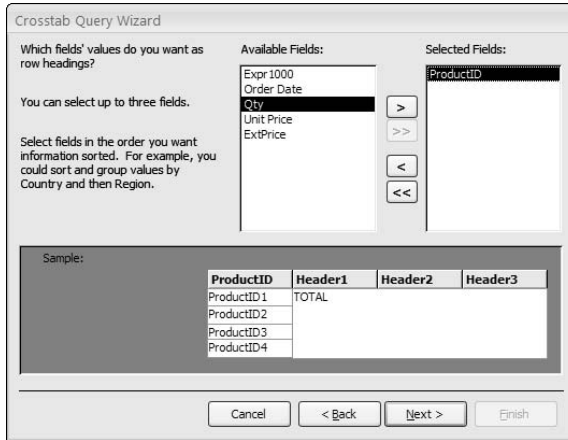 Crosstab Query Wizard
Which fields' values do you want as
row headings?
You can select up to three fields.
Select fields in the order you want
information sorted. For example, you
could sort and group values by
Country and then Region.
Available Fields:
Expr1000
Order Date
Qty
Unit Price
ExtPrice
>
>>
<
<<
Selected Fields:
ProductID
Sample:
ProductID Header1 Header2 Header3
ProductID1 TOTAL
ProductID2
ProductID3
ProductID4
Cancel < Back Next > Finish